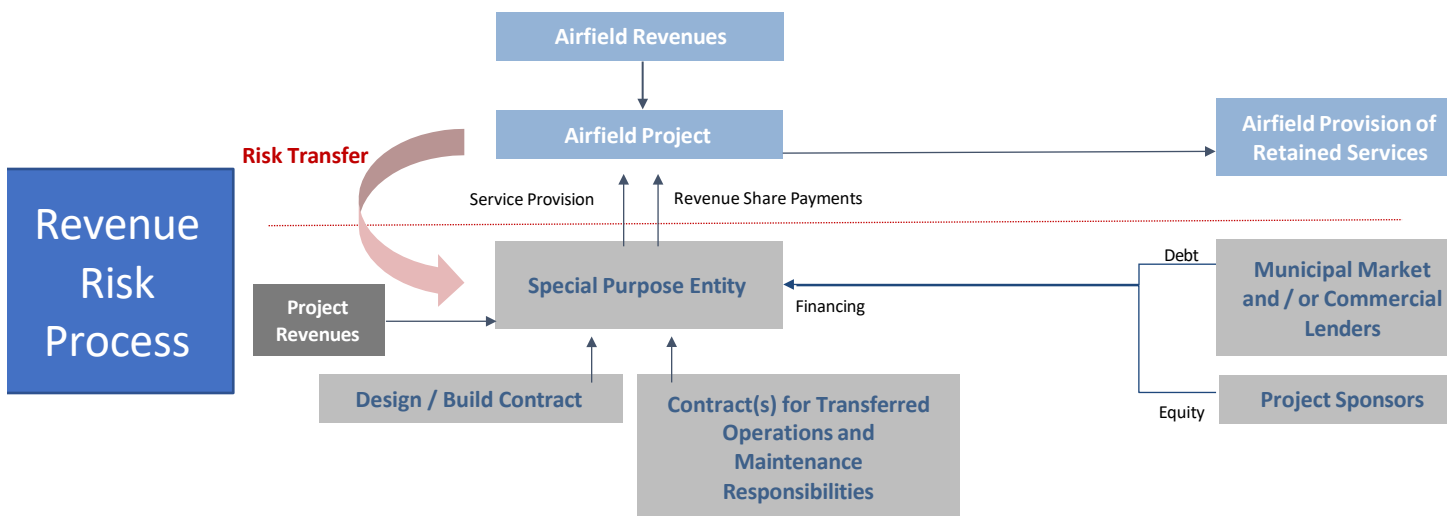 Airfield Revenues
Airfield Project
Airfield Provision of
Retained Services
Risk Transfer
Service Provision
Revenue Share Payments
Revenue
Risk
Process
Special Purpose Entity
Debt
Municipal Market
and / or Commercial
Lenders
Financing
Project
Revenues
Design / Build Contract
Contract(s) for Transferred
Operations and
Maintenance
Responsibilities
Equity
Project Sponsors